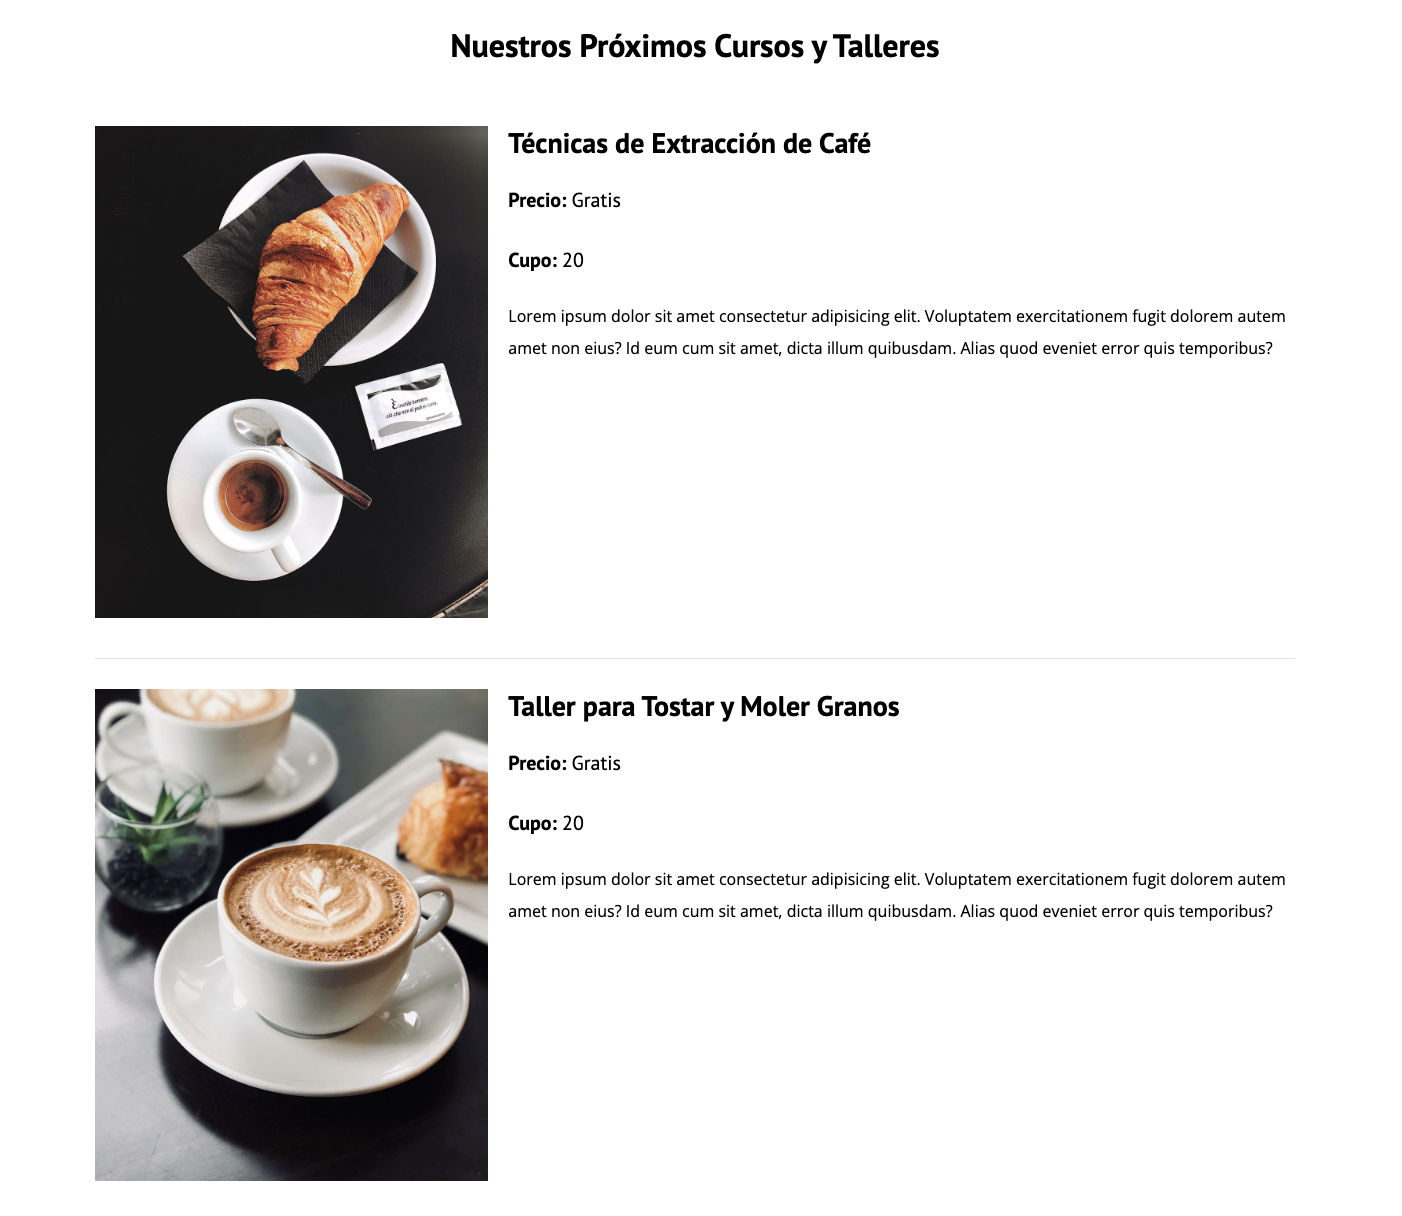 Nuestros Próximos Cursos y Talleres
Técnicas de Extracción de Café
Precio: Gratis
Cupo: 20
Lorem ipsum dolor sit amet consectetur adipisicing elit. Voluptatem exercitationem fugit dolorem autem
amet non eius? Id eum cum sit amet, dicta illum quibusdam. Alias quod eveniet error quis temporibus?
Taller para Tostar y Moler Granos
Precio: Gratis
Cupo: 20
Lorem ipsum dolor sit amet consectetur adipisicing elit. Voluptatem exercitationem fugit dolorem autem
amet non eius? Id eum cum sit amet, dicta illum quibusdam. Alias quod eveniet error quis temporibus?